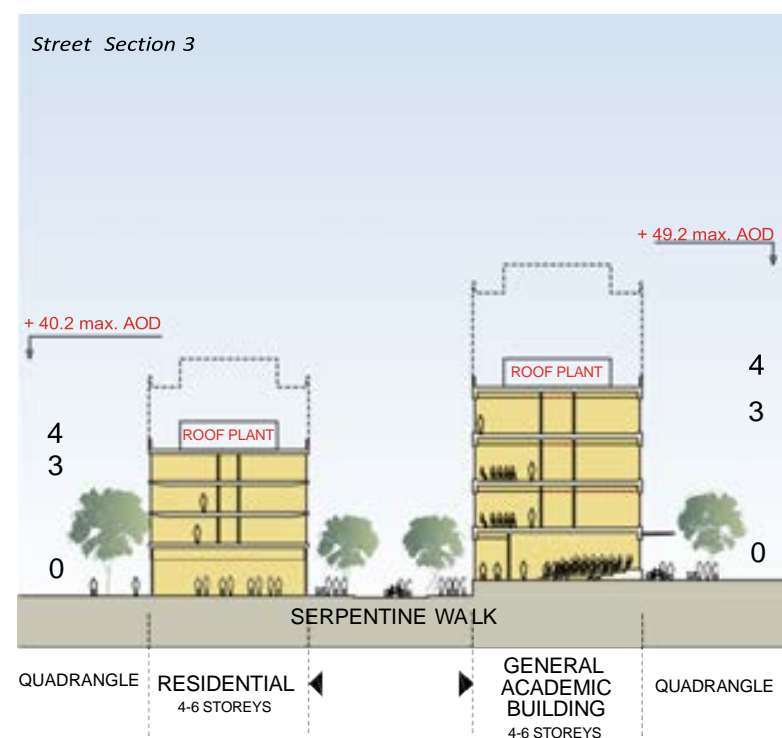 Street Section 3
+ 49.2 max. AOD
+ 40.2 max. AOD
4
ROOF PLANT
3
4
ROOF PLANT
3
0
0
SERPENTINE WALK
QUADRANGLE
RESIDENTIAL
4-6 STOREYS
GENERAL
ACADEMIC
BUILDING
4-6 STOREYS
QUADRANGLE